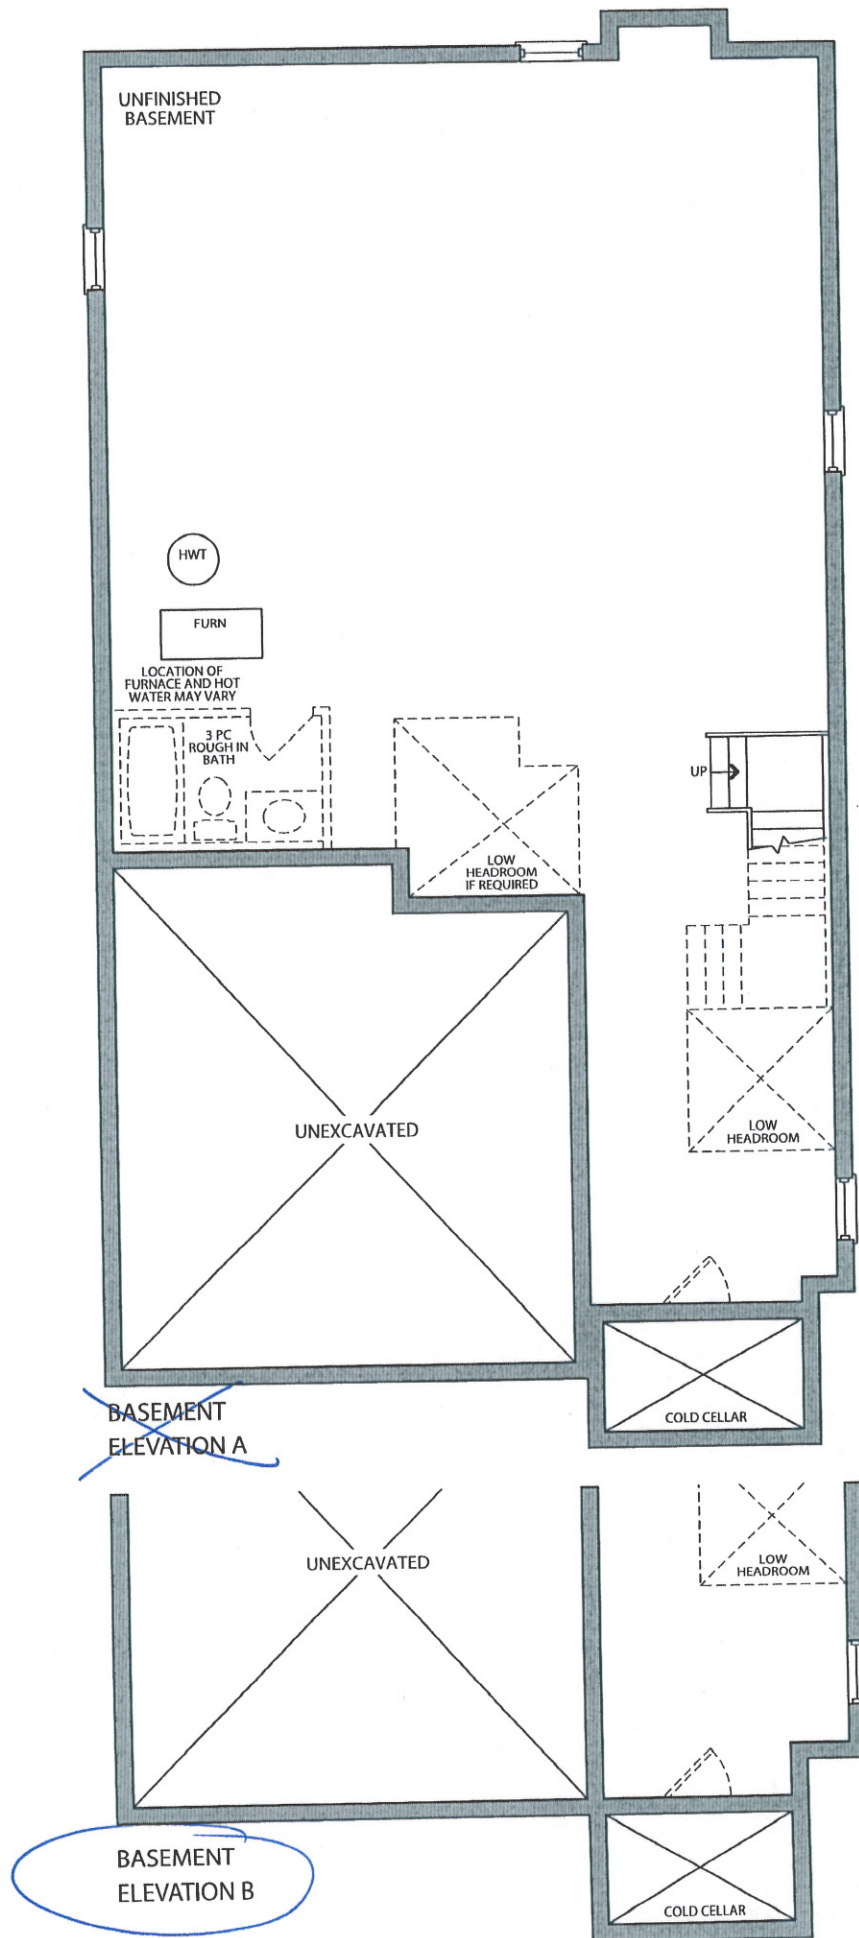 UNFINISHED
BASEMENT
HWT
FURN
LOCATION OF
FURNACE AND HOT
WATER MAY VARY
3 PC
ROUGH IN
BATH
UP
LOW
HEADROOM
IF REQUIRED
UNEXCAVATED
LOW
HEADROOM
COLD CELLAR
BASEMENT
ELEVATION A
UNEXCAVATED
LOW
HEADROOM
BASEMENT
ELEVATION B
COLD CELLAR